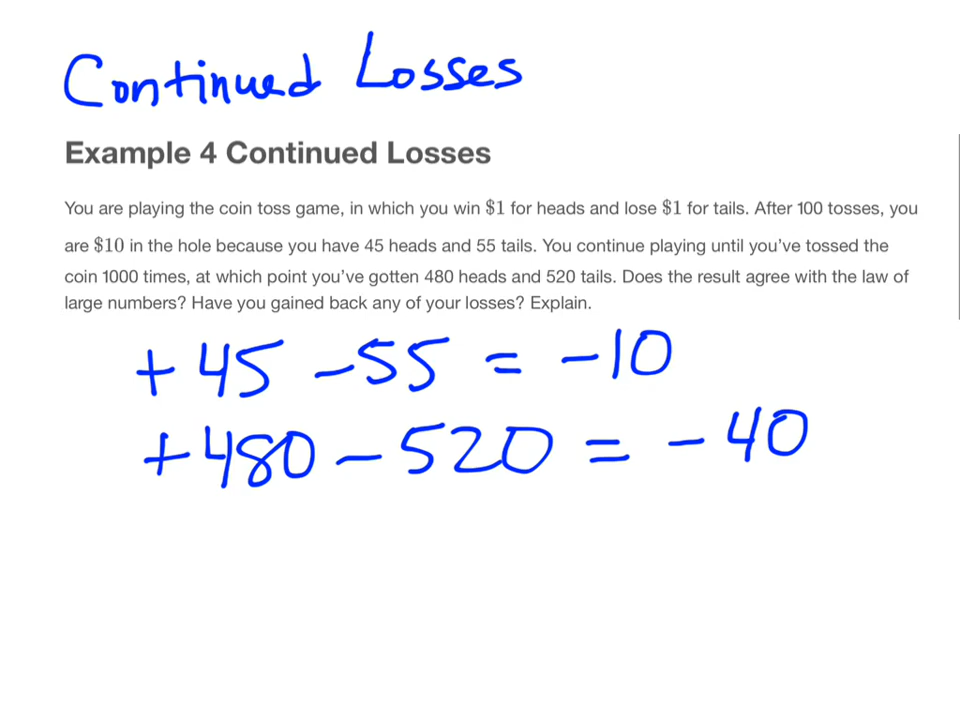 Continued Losses
Example 4 Continued Losses
You are playing the coin toss game, in which you win $1 for heads and lose $1 for tails. After 100 tosses, you
are $10 in the hole because you have 45 heads and 55 tails. You continue playing until you've tossed the
coin 1000 times, at which point you've gotten 480 heads and 520 tails. Does the result agree with the law of
large numbers? Have you gained back any of your losses? Explain.
+45 -55 = -10
+480 - 520 = -40